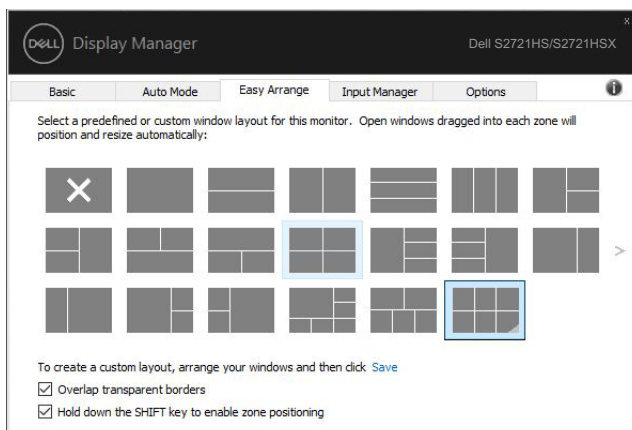 DELL Display Manager
Dell S2721HS/S2721HSX
Basic Auto Mode Easy Arrange Input Manager Options
Select a predefined or custom window layout for this monitor. Open windows dragged into each zone will
position and resize automatically:
To create a custom layout, arrange your windows and then click Save
Overlap transparent borders
Hold down the SHIFT key to enable zone positioning